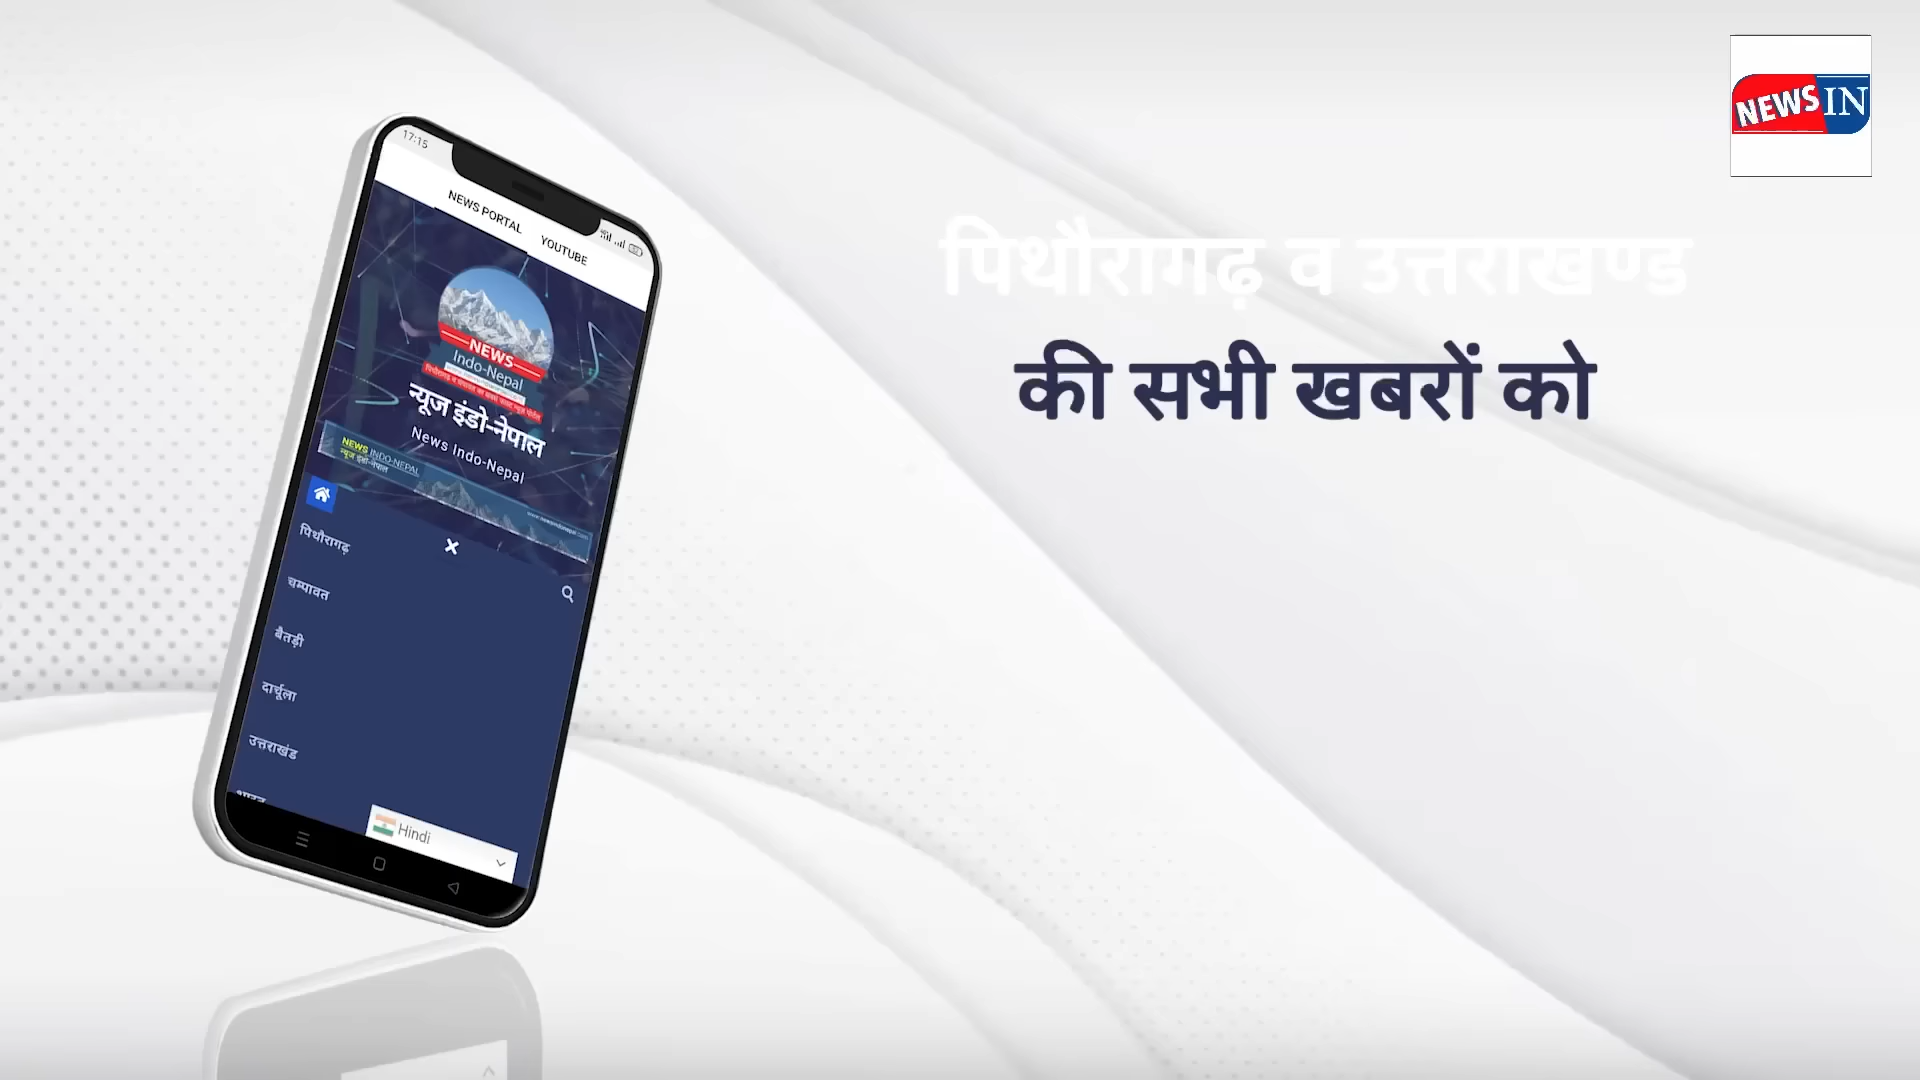 NEWS IN
पिथौरागढ़ व उत्तराखण्ड
की सभी खबरों को
17:15
NEWS PORTAL YOUTUBE
NEWS
Indo-Nepal
न्यूज इंडो-नेपाल
News Indo-Nepal
NEWS INDO-NEPAL
न्यूज इंडो-नेपाल
पिथौरागढ़
चम्पावत
बैतड़ी
दार्चूला
उत्तराखंड
Hindi